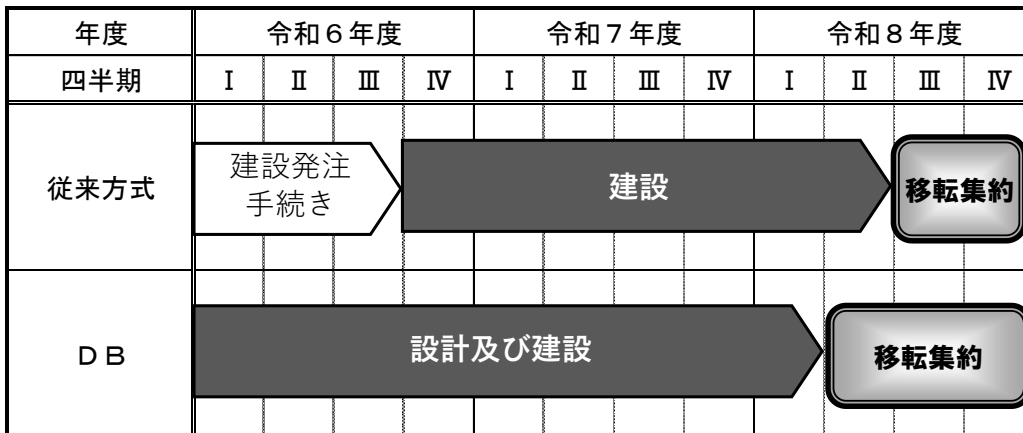 年度 令和６年度 令和７年度 令和８年度
四半期 Ⅰ Ⅱ Ⅲ Ⅳ Ⅰ Ⅱ Ⅲ Ⅳ Ⅰ Ⅱ Ⅲ Ⅳ
従来方式 建設発注
手続き 建設 移転集約
ＤＢ 設計及び建設 移転集約